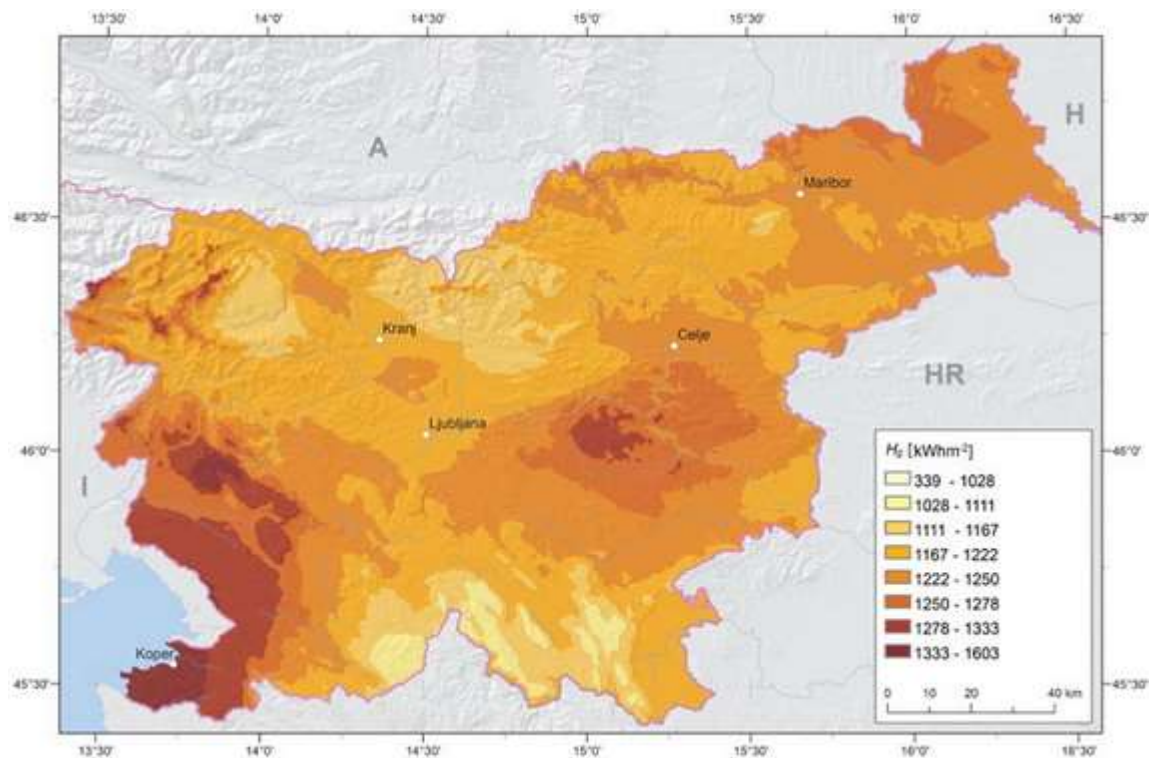 13°30' 14°0' 14°30' 15°0' 15°30' 16°0' 16°30'
A
H
Maribor
46°30' 46°30'
Kranj
Celje
HR
Ljubljana
46°0' 46°0'
I
Hg [kWhm-2]
339 - 1028
1028 - 1111
1111 - 1167
1167 - 1222
1222 - 1250
1250 - 1278
1278 - 1333
1333 - 1603
Koper
45°30' 45°30'
0 10 20 40 km
13°30' 14°0' 14°30' 15°0' 15°30' 16°0' 16°30'